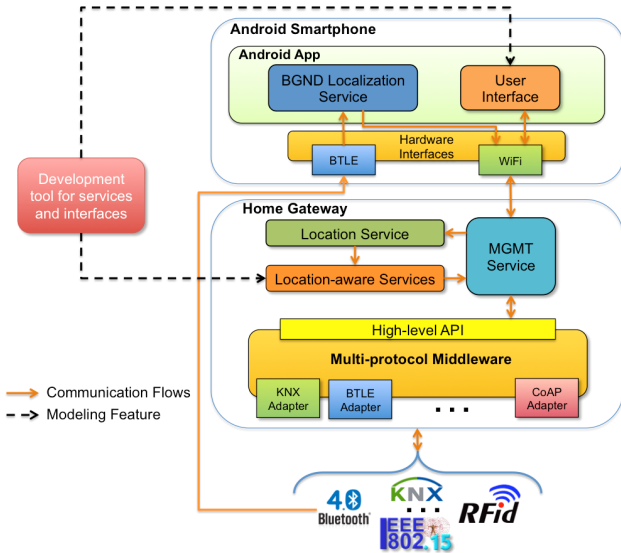 Android Smartphone
Android App
BGND Localization
Service
User
Interface
Hardware
Interfaces
BTLE
WiFi
Development
tool for services
and interfaces
Home Gateway
Location Service
MGMT
Service
Location-aware Services
High-level API
Multi-protocol Middleware
KNX
Adapter
BTLE
Adapter
...
CoAP
Adapter
Communication Flows
Modeling Feature
4.0
Bluetooth®
KNX
...
IEEE
802.15
RFid